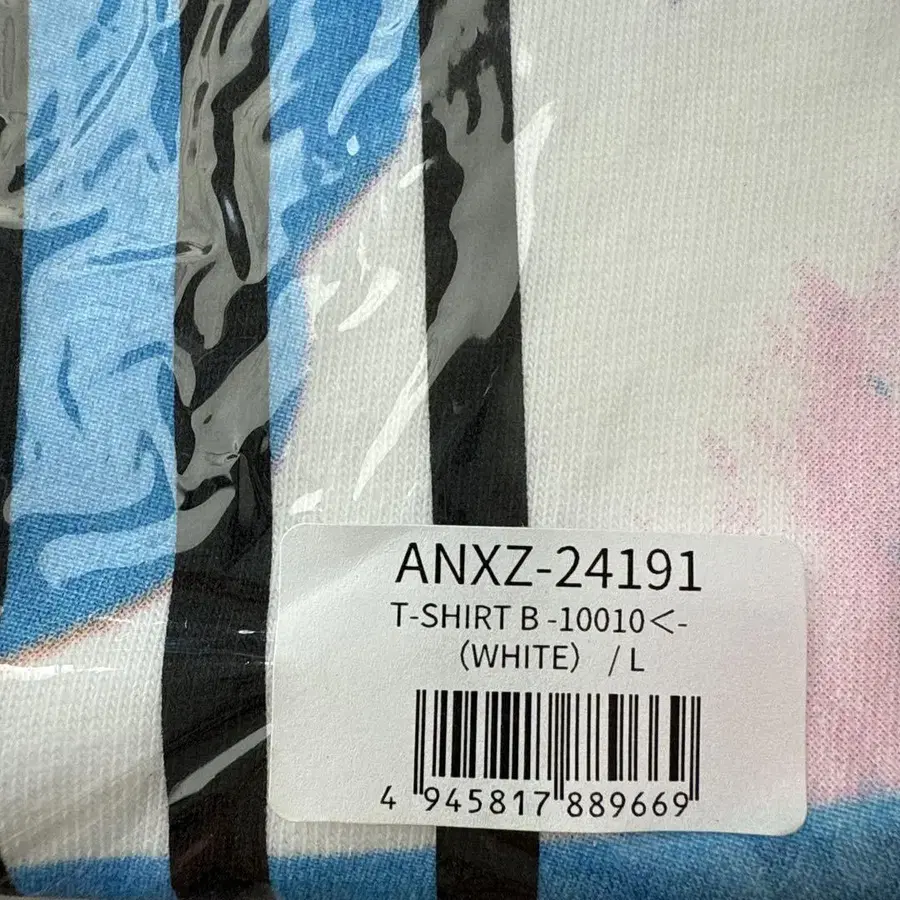 ANXZ-24191
T-SHIRT B -10010＜-
（WHITE） / L
4 945817 889669